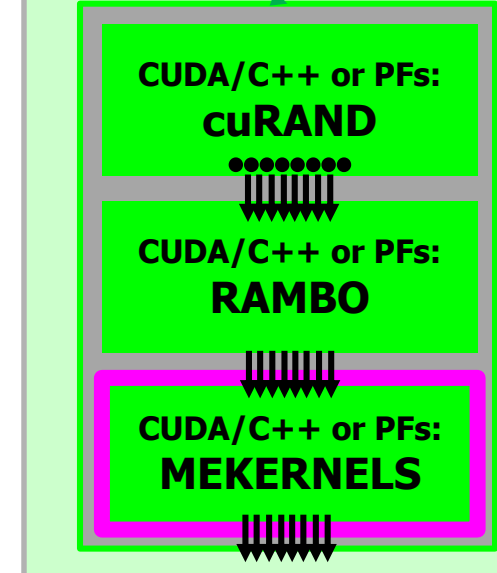 CUDA/C++ or PFs:
cuRAND
CUDA/C++ or PFs:
RAMBO
CUDA/C++ or PFs:
MEKERNELS